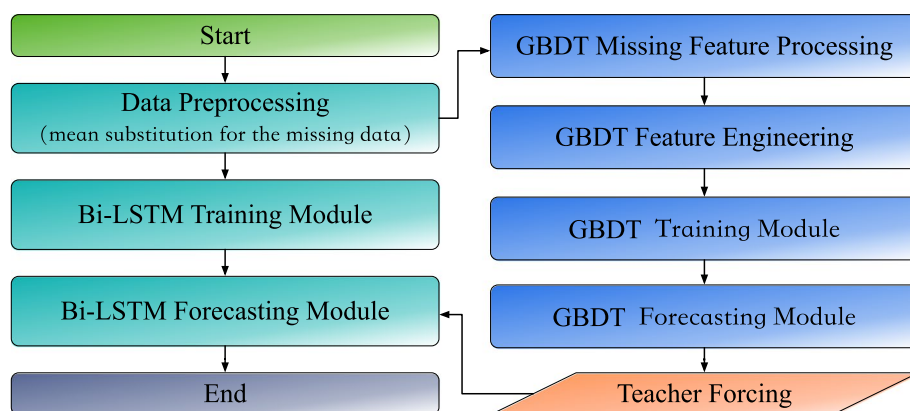 Start
Data Preprocessing
(mean substitution for the missing data)
Bi-LSTM Training Module
Bi-LSTM Forecasting Module
End
GBDT Missing Feature Processing
GBDT Feature Engineering
GBDT Training Module
GBDT Forecasting Module
Teacher Forcing